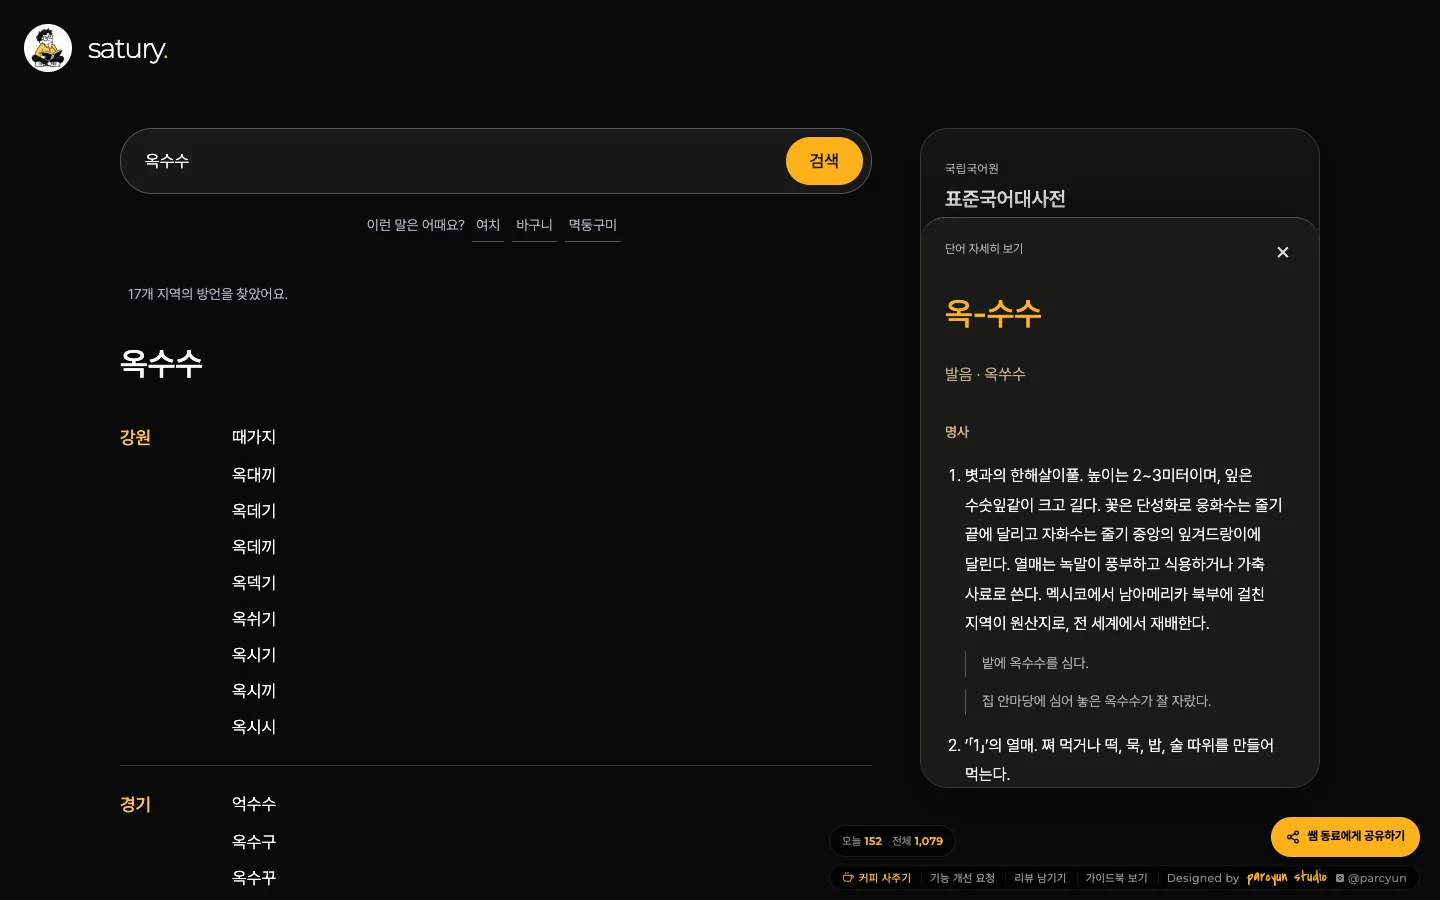 satury.
옥수수
검색
이런 말은 어때요? 여치 바구니 멱둥구미
17개 지역의 방언을 찾았어요.
옥수수
강원
때가지
옥대끼
옥데기
옥데끼
옥덱기
옥쉬기
옥시기
옥시끼
옥시시
경기
억수수
옥수구
옥수꾸
국립국어원
표준국어대사전
단어 자세히 보기
옥-수수
발음 · 옥쑤수
명사
1. 볏과의 한해살이풀. 높이는 2~3미터이며, 잎은
수숫잎같이 크고 길다. 꽃은 단성화로 웅화수는 줄기
끝에 달리고 자화수는 줄기 중앙의 잎겨드랑이에
달린다. 열매는 녹말이 풍부하고 식용하거나 가축
사료로 쓴다. 멕시코에서 남아메리카 북부에 걸친
지역이 원산지로, 전 세계에서 재배한다.
밭에 옥수수를 심다.
집 안마당에 심어 놓은 옥수수가 잘 자랐다.
2. ‘「1」’의 열매. 쪄 먹거나 떡, 묵, 밥, 술 따위를 만들어
먹는다.
오늘 152 전체 1,079
쌤 동료에게 공유하기
커피 사주기 기능 개선 요청 리뷰 남기기 가이드북 보기 Designed by parcyun studio @parcyun